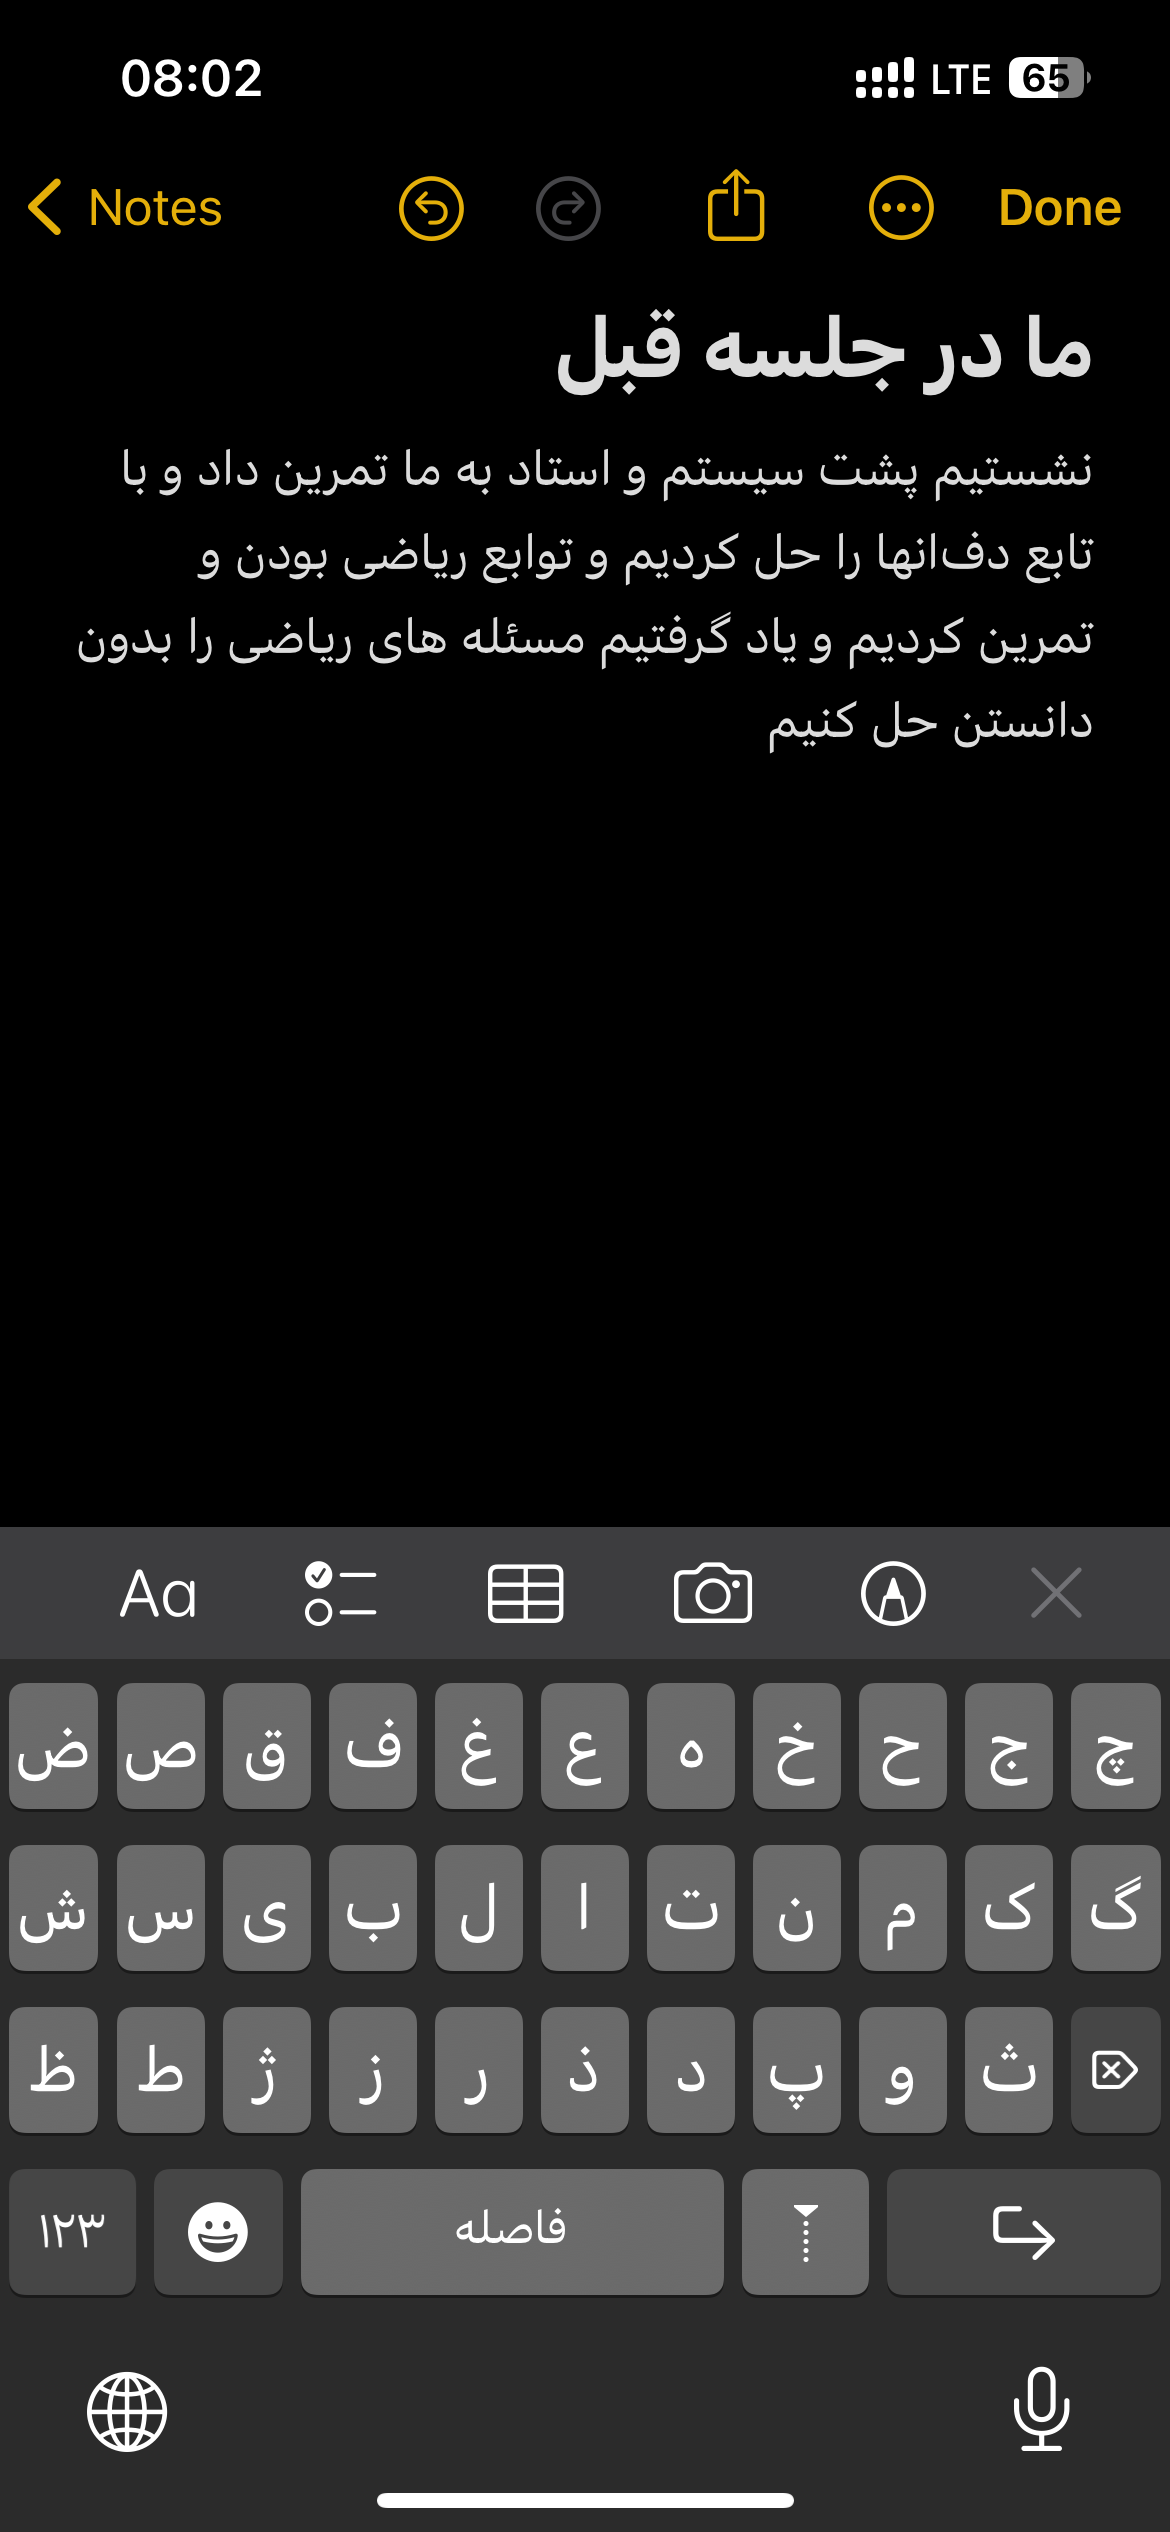 08:02 LTE 65
Notes Done
ما در جلسه قبل
نشستیم پشت سیستم و استاد به ما تمرین داد و با
تابع دف‌انها را حل کردیم و توابع ریاضی بودن و
تمرین کردیم و یاد گرفتیم مسئله های ریاضی را بدون
دانستن حل کنیم
Aa
ض ص ق ف غ ع ه خ ح ج چ
ش س ی ب ل ا ت ن م ک گ
ظ ط ژ ز ر ذ د پ و ث
۱۲۳ فاصله